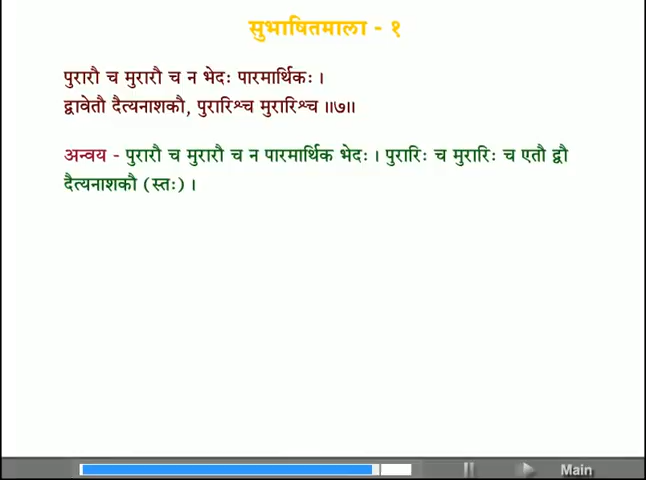 सुभाषितमाला - १
पुरारौ च मुरारौ च न भेदः पारमार्थिकः ।
द्वावेतौ दैत्यनाशकौ, पुरारिश्च मुरारिश्च ॥७॥
अन्वय - पुरारौ च मुरारौ च न पारमार्थिक भेदः । पुरारिः च मुरारिः च एतौ द्वौ
दैत्यनाशकौ (स्तः) ।
Main